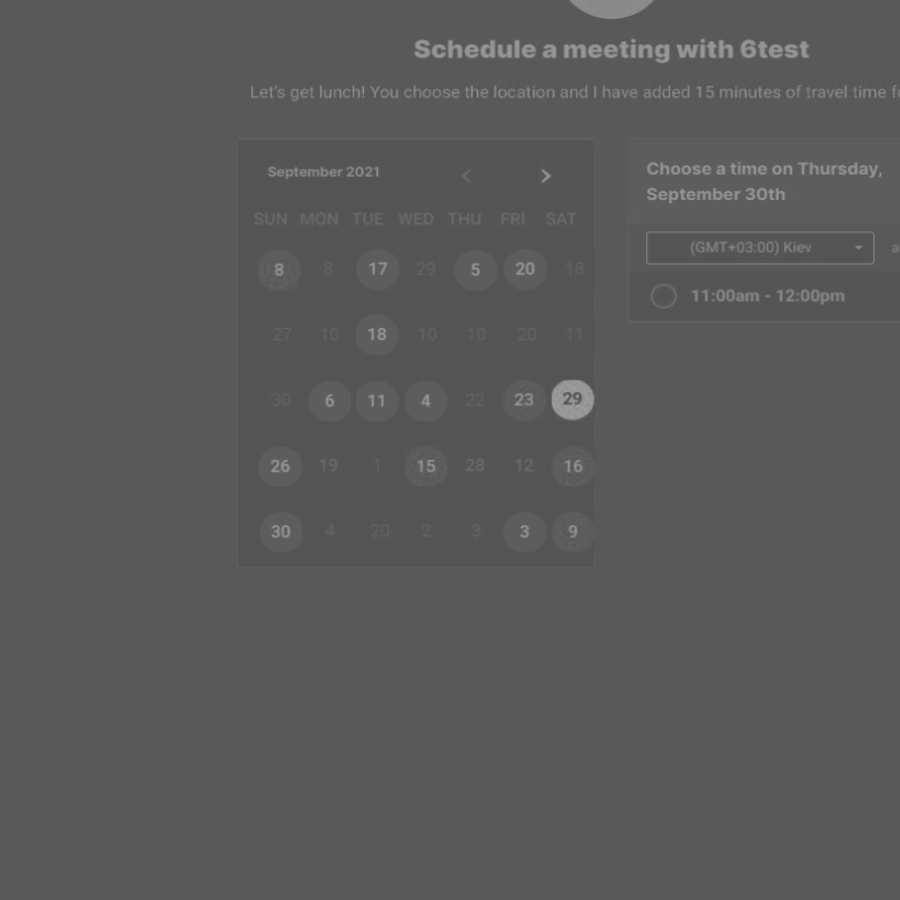 Schedule a meeting with 6test
Let's get lunch! You choose the location and I have added 15 minutes of travel time
September 2021 < >
SUN MON TUE WED THU FRI SAT
8 8 17 29 5 20 18
27 10 18 10 10 20 11
30 6 11 4 22 23 29
26 19 1 15 28 12 16
30 4 20 2 3 3 9
Choose a time on Thursday,
September 30th
(GMT+03:00) Kiev
11:00am - 12:00pm